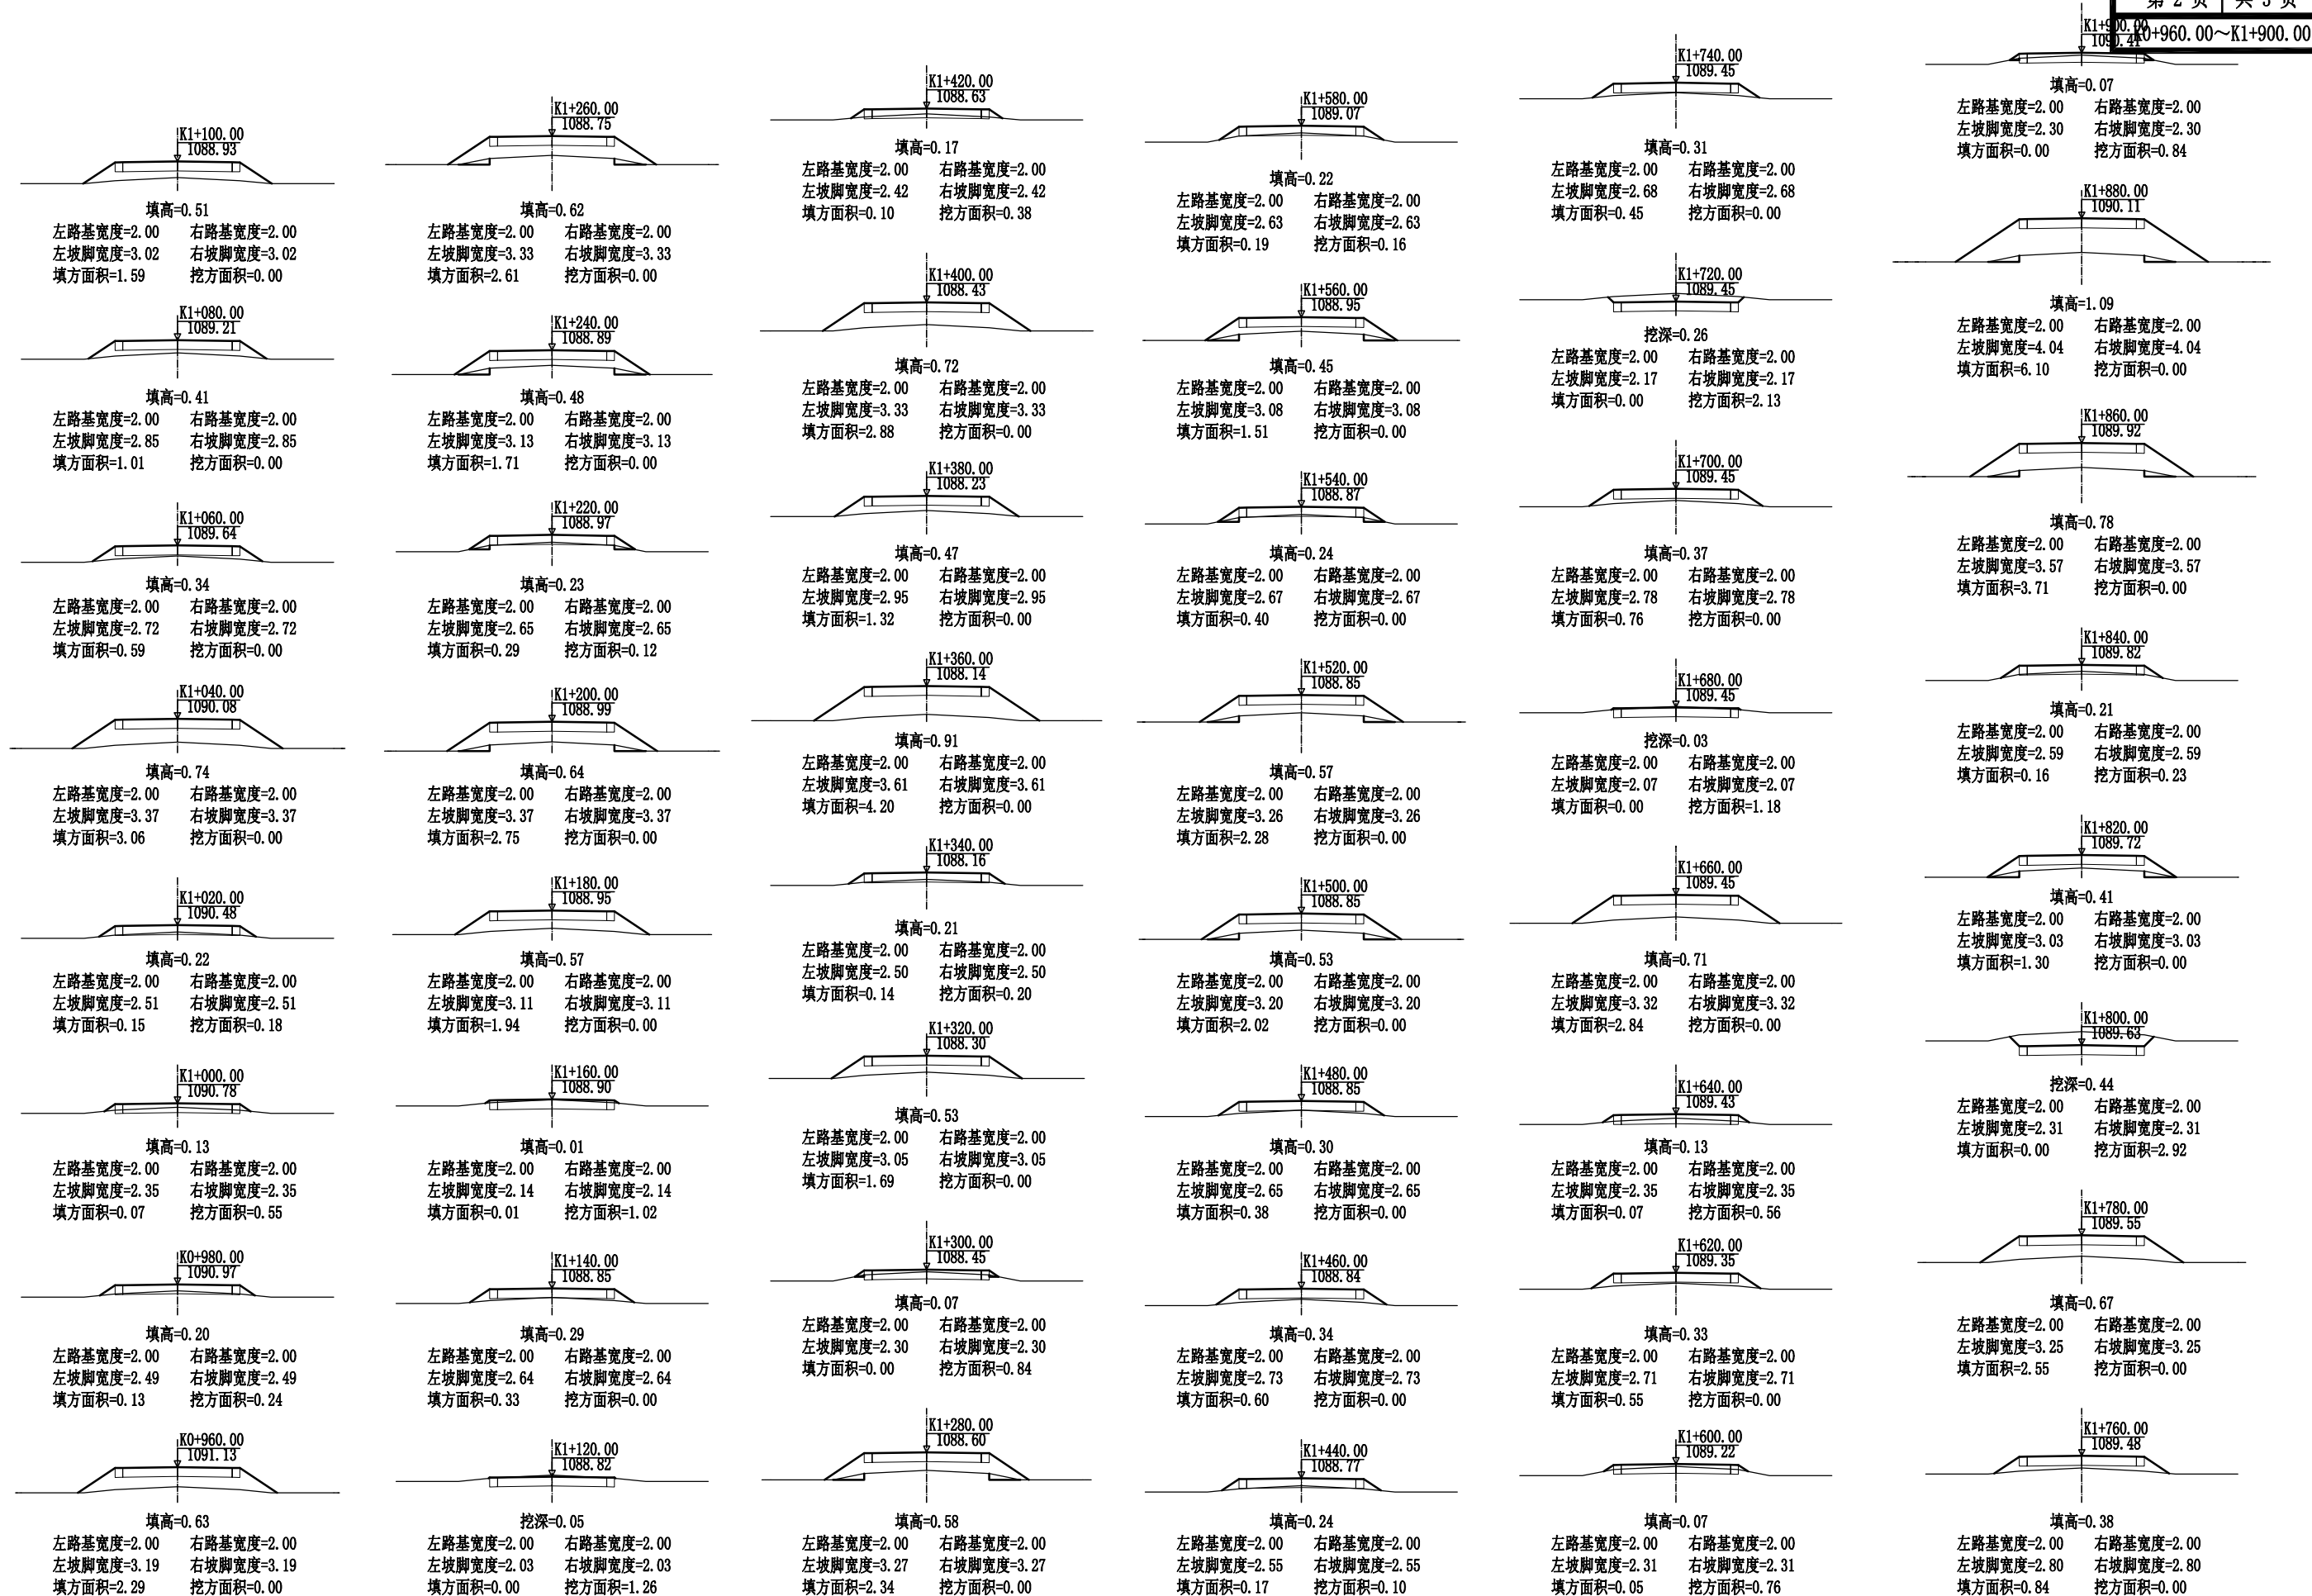 K1+100.00
1088.93
填高=0.51
左路基宽度=2.00 右路基宽度=2.00
左坡脚宽度=3.02 右坡脚宽度=3.02
填方面积=1.59 挖方面积=0.00
K1+080.00
1089.21
填高=0.41
左路基宽度=2.00 右路基宽度=2.00
左坡脚宽度=2.85 右坡脚宽度=2.85
填方面积=1.01 挖方面积=0.00
K1+060.00
1089.64
填高=0.34
左路基宽度=2.00 右路基宽度=2.00
左坡脚宽度=2.72 右坡脚宽度=2.72
填方面积=0.59 挖方面积=0.00
K1+040.00
1090.08
填高=0.74
左路基宽度=2.00 右路基宽度=2.00
左坡脚宽度=3.37 右坡脚宽度=3.37
填方面积=3.06 挖方面积=0.00
K1+020.00
1090.48
填高=0.22
左路基宽度=2.00 右路基宽度=2.00
左坡脚宽度=2.51 右坡脚宽度=2.51
填方面积=0.15 挖方面积=0.18
K1+000.00
1090.78
填高=0.13
左路基宽度=2.00 右路基宽度=2.00
左坡脚宽度=2.35 右坡脚宽度=2.35
填方面积=0.07 挖方面积=0.55
K0+980.00
1090.97
填高=0.20
左路基宽度=2.00 右路基宽度=2.00
左坡脚宽度=2.49 右坡脚宽度=2.49
填方面积=0.13 挖方面积=0.24
K0+960.00
1091.13
填高=0.63
左路基宽度=2.00 右路基宽度=2.00
左坡脚宽度=3.19 右坡脚宽度=3.19
填方面积=2.29 挖方面积=0.00
K1+260.00
1088.75
填高=0.62
左路基宽度=2.00 右路基宽度=2.00
左坡脚宽度=3.33 右坡脚宽度=3.33
填方面积=2.61 挖方面积=0.00
K1+240.00
1088.89
填高=0.48
左路基宽度=2.00 右路基宽度=2.00
左坡脚宽度=3.13 右坡脚宽度=3.13
填方面积=1.71 挖方面积=0.00
K1+220.00
1088.97
填高=0.23
左路基宽度=2.00 右路基宽度=2.00
左坡脚宽度=2.65 右坡脚宽度=2.65
填方面积=0.29 挖方面积=0.12
K1+200.00
1088.99
填高=0.64
左路基宽度=2.00 右路基宽度=2.00
左坡脚宽度=3.37 右坡脚宽度=3.37
填方面积=2.75 挖方面积=0.00
K1+180.00
1088.95
填高=0.57
左路基宽度=2.00 右路基宽度=2.00
左坡脚宽度=3.11 右坡脚宽度=3.11
填方面积=1.94 挖方面积=0.00
K1+160.00
1088.90
填高=0.01
左路基宽度=2.00 右路基宽度=2.00
左坡脚宽度=2.14 右坡脚宽度=2.14
填方面积=0.01 挖方面积=1.02
K1+140.00
1088.85
填高=0.29
左路基宽度=2.00 右路基宽度=2.00
左坡脚宽度=2.64 右坡脚宽度=2.64
填方面积=0.33 挖方面积=0.00
K1+120.00
1088.82
挖深=0.05
左路基宽度=2.00 右路基宽度=2.00
左坡脚宽度=2.03 右坡脚宽度=2.03
填方面积=0.00 挖方面积=1.26
K1+420.00
1088.63
填高=0.17
左路基宽度=2.00 右路基宽度=2.00
左坡脚宽度=2.42 右坡脚宽度=2.42
填方面积=0.10 挖方面积=0.38
K1+400.00
1088.43
填高=0.72
左路基宽度=2.00 右路基宽度=2.00
左坡脚宽度=3.33 右坡脚宽度=3.33
填方面积=2.88 挖方面积=0.00
K1+380.00
1088.23
填高=0.47
左路基宽度=2.00 右路基宽度=2.00
左坡脚宽度=2.95 右坡脚宽度=2.95
填方面积=1.32 挖方面积=0.00
K1+360.00
1088.14
填高=0.91
左路基宽度=2.00 右路基宽度=2.00
左坡脚宽度=3.61 右坡脚宽度=3.61
填方面积=4.20 挖方面积=0.00
K1+340.00
1088.16
填高=0.21
左路基宽度=2.00 右路基宽度=2.00
左坡脚宽度=2.50 右坡脚宽度=2.50
填方面积=0.14 挖方面积=0.20
K1+320.00
1088.30
填高=0.53
左路基宽度=2.00 右路基宽度=2.00
左坡脚宽度=3.05 右坡脚宽度=3.05
填方面积=1.69 挖方面积=0.00
K1+300.00
1088.45
填高=0.07
左路基宽度=2.00 右路基宽度=2.00
左坡脚宽度=2.30 右坡脚宽度=2.30
填方面积=0.00 挖方面积=0.84
K1+280.00
1088.60
填高=0.58
左路基宽度=2.00 右路基宽度=2.00
左坡脚宽度=3.27 右坡脚宽度=3.27
填方面积=2.34 挖方面积=0.00
K1+580.00
1089.07
填高=0.22
左路基宽度=2.00 右路基宽度=2.00
左坡脚宽度=2.63 右坡脚宽度=2.63
填方面积=0.19 挖方面积=0.16
K1+560.00
1088.95
填高=0.45
左路基宽度=2.00 右路基宽度=2.00
左坡脚宽度=3.08 右坡脚宽度=3.08
填方面积=1.51 挖方面积=0.00
K1+540.00
1088.87
填高=0.24
左路基宽度=2.00 右路基宽度=2.00
左坡脚宽度=2.67 右坡脚宽度=2.67
填方面积=0.40 挖方面积=0.00
K1+520.00
1088.85
填高=0.57
左路基宽度=2.00 右路基宽度=2.00
左坡脚宽度=3.26 右坡脚宽度=3.26
填方面积=2.28 挖方面积=0.00
K1+500.00
1088.85
填高=0.53
左路基宽度=2.00 右路基宽度=2.00
左坡脚宽度=3.20 右坡脚宽度=3.20
填方面积=2.02 挖方面积=0.00
K1+480.00
1088.85
填高=0.30
左路基宽度=2.00 右路基宽度=2.00
左坡脚宽度=2.65 右坡脚宽度=2.65
填方面积=0.38 挖方面积=0.00
K1+460.00
1088.84
填高=0.34
左路基宽度=2.00 右路基宽度=2.00
左坡脚宽度=2.73 右坡脚宽度=2.73
填方面积=0.60 挖方面积=0.00
K1+440.00
1088.77
填高=0.24
左路基宽度=2.00 右路基宽度=2.00
左坡脚宽度=2.55 右坡脚宽度=2.55
填方面积=0.17 挖方面积=0.10
K1+740.00
1089.45
填高=0.31
左路基宽度=2.00 右路基宽度=2.00
左坡脚宽度=2.68 右坡脚宽度=2.68
填方面积=0.45 挖方面积=0.00
K1+720.00
1089.45
挖深=0.26
左路基宽度=2.00 右路基宽度=2.00
左坡脚宽度=2.17 右坡脚宽度=2.17
填方面积=0.00 挖方面积=2.13
K1+700.00
1089.45
填高=0.37
左路基宽度=2.00 右路基宽度=2.00
左坡脚宽度=2.78 右坡脚宽度=2.78
填方面积=0.76 挖方面积=0.00
K1+680.00
1089.45
挖深=0.03
左路基宽度=2.00 右路基宽度=2.00
左坡脚宽度=2.07 右坡脚宽度=2.07
填方面积=0.00 挖方面积=1.18
K1+660.00
1089.45
填高=0.71
左路基宽度=2.00 右路基宽度=2.00
左坡脚宽度=3.32 右坡脚宽度=3.32
填方面积=2.84 挖方面积=0.00
K1+640.00
1089.43
填高=0.13
左路基宽度=2.00 右路基宽度=2.00
左坡脚宽度=2.35 右坡脚宽度=2.35
填方面积=0.07 挖方面积=0.56
K1+620.00
1089.35
填高=0.33
左路基宽度=2.00 右路基宽度=2.00
左坡脚宽度=2.71 右坡脚宽度=2.71
填方面积=0.55 挖方面积=0.00
K1+600.00
1089.22
填高=0.07
左路基宽度=2.00 右路基宽度=2.00
左坡脚宽度=2.31 右坡脚宽度=2.31
填方面积=0.05 挖方面积=0.76
第 2 页 共 3 页
K0+960.00～K1+900.00
K1+900.00
1090.41
填高=0.07
左路基宽度=2.00 右路基宽度=2.00
左坡脚宽度=2.30 右坡脚宽度=2.30
填方面积=0.00 挖方面积=0.84
K1+880.00
1090.11
填高=1.09
左路基宽度=2.00 右路基宽度=2.00
左坡脚宽度=4.04 右坡脚宽度=4.04
填方面积=6.10 挖方面积=0.00
K1+860.00
1089.92
填高=0.78
左路基宽度=2.00 右路基宽度=2.00
左坡脚宽度=3.57 右坡脚宽度=3.57
填方面积=3.71 挖方面积=0.00
K1+840.00
1089.82
填高=0.21
左路基宽度=2.00 右路基宽度=2.00
左坡脚宽度=2.59 右坡脚宽度=2.59
填方面积=0.16 挖方面积=0.23
K1+820.00
1089.72
填高=0.41
左路基宽度=2.00 右路基宽度=2.00
左坡脚宽度=3.03 右坡脚宽度=3.03
填方面积=1.30 挖方面积=0.00
K1+800.00
1089.63
挖深=0.44
左路基宽度=2.00 右路基宽度=2.00
左坡脚宽度=2.31 右坡脚宽度=2.31
填方面积=0.00 挖方面积=2.92
K1+780.00
1089.55
填高=0.67
左路基宽度=2.00 右路基宽度=2.00
左坡脚宽度=3.25 右坡脚宽度=3.25
填方面积=2.55 挖方面积=0.00
K1+760.00
1089.48
填高=0.38
左路基宽度=2.00 右路基宽度=2.00
左坡脚宽度=2.80 右坡脚宽度=2.80
填方面积=0.84 挖方面积=0.00